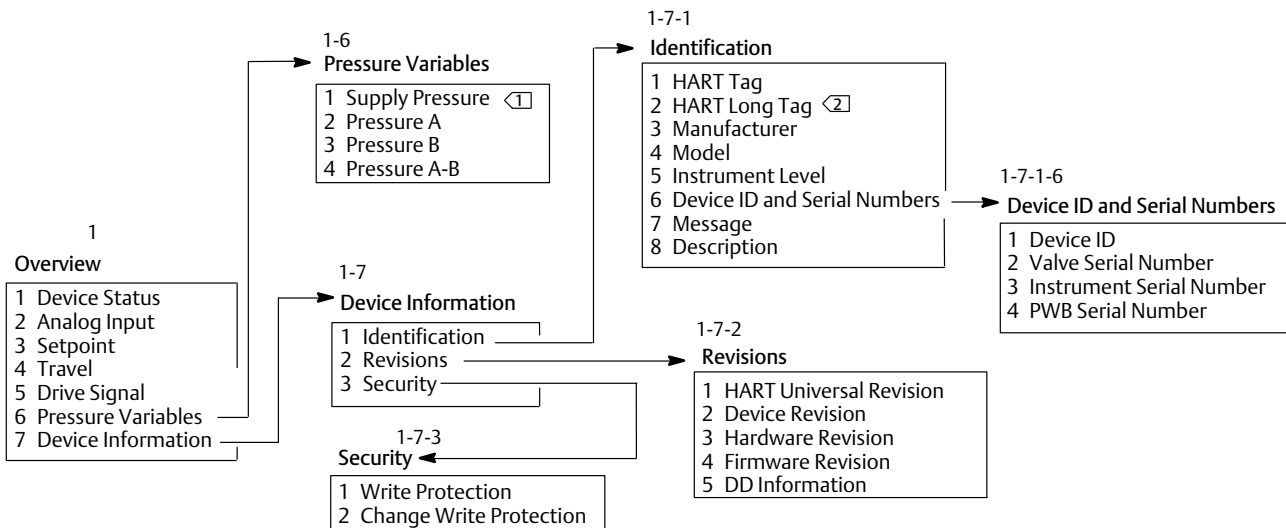 1-6
Pressure Variables
1 Supply Pressure 1
2 Pressure A
3 Pressure B
4 Pressure A-B
1-7-1
Identification
1 HART Tag
2 HART Long Tag 2
3 Manufacturer
4 Model
5 Instrument Level
6 Device ID and Serial Numbers
7 Message
8 Description
1-7-1-6
Device ID and Serial Numbers
1 Device ID
2 Valve Serial Number
3 Instrument Serial Number
4 PWB Serial Number
1
Overview
1 Device Status
2 Analog Input
3 Setpoint
4 Travel
5 Drive Signal
6 Pressure Variables
7 Device Information
1-7
Device Information
1 Identification
2 Revisions
3 Security
1-7-2
Revisions
1 HART Universal Revision
2 Device Revision
3 Hardware Revision
4 Firmware Revision
5 DD Information
1-7-3
Security
1 Write Protection
2 Change Write Protection